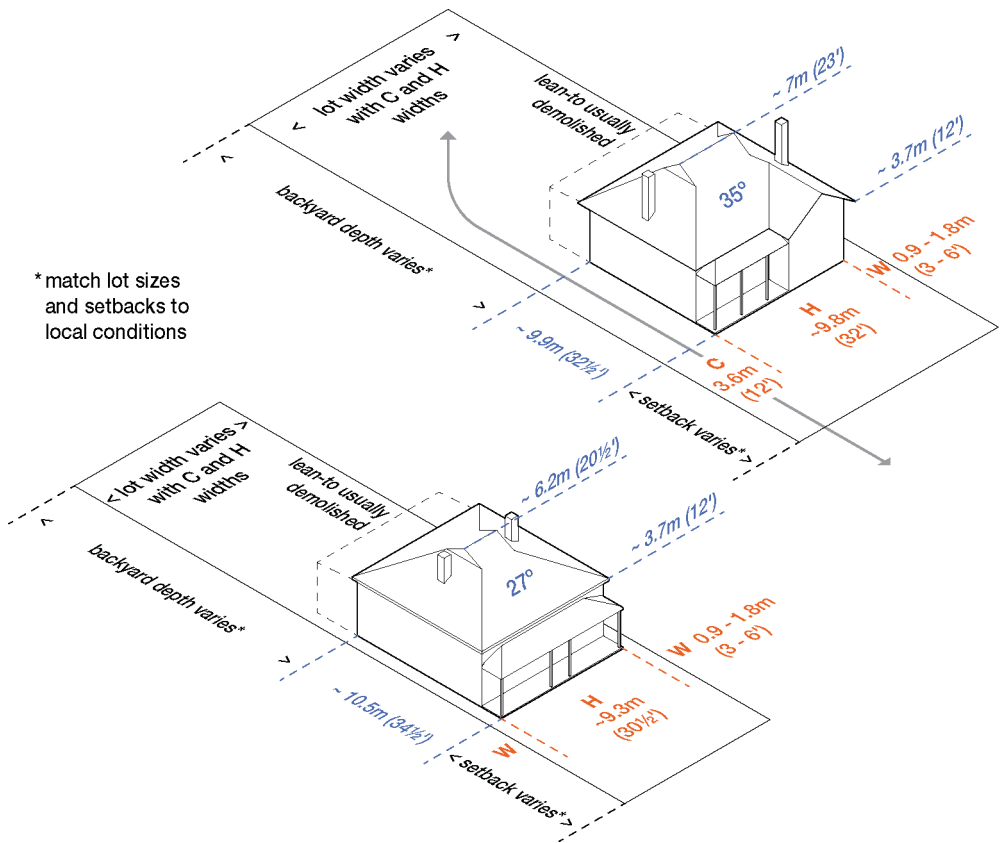 < lot width varies >
with C and H
widths
lean-to usually
demolished
~ 7m (23')
~ 3.7m (12')
35º
< backyard depth varies* >
W 0.9 - 1.8m
(3 - 6')
H
~9.8m
(32')
* match lot sizes
and setbacks to
local conditions
~ 9.9m (32½')
C
3.6m
(12')
< setback varies* >
< lot width varies >
with C and H
widths
lean-to usually
demolished
~ 6.2m (20½')
~ 3.7m (12')
27º
< backyard depth varies* >
W 0.9 - 1.8m
(3 - 6')
H
~9.3m
(30½')
~ 10.5m (34½')
W
< setback varies* >